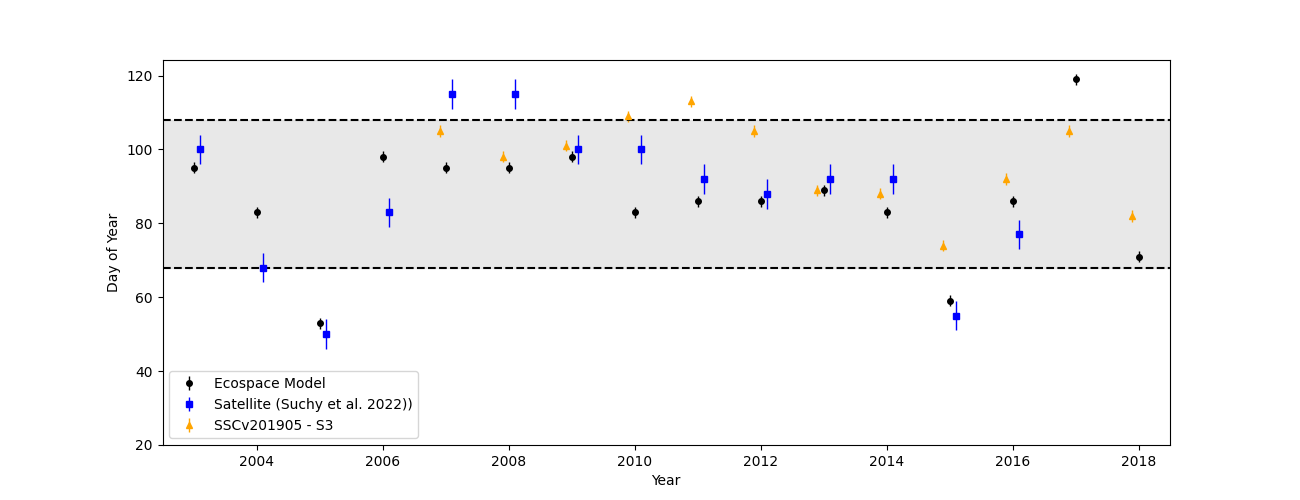 120
100
80
60
40
20
Day of Year
Ecospace Model
Satellite (Suchy et al. 2022))
SSCv201905 - S3
2004 2006 2008 2010 2012 2014 2016 2018
Year